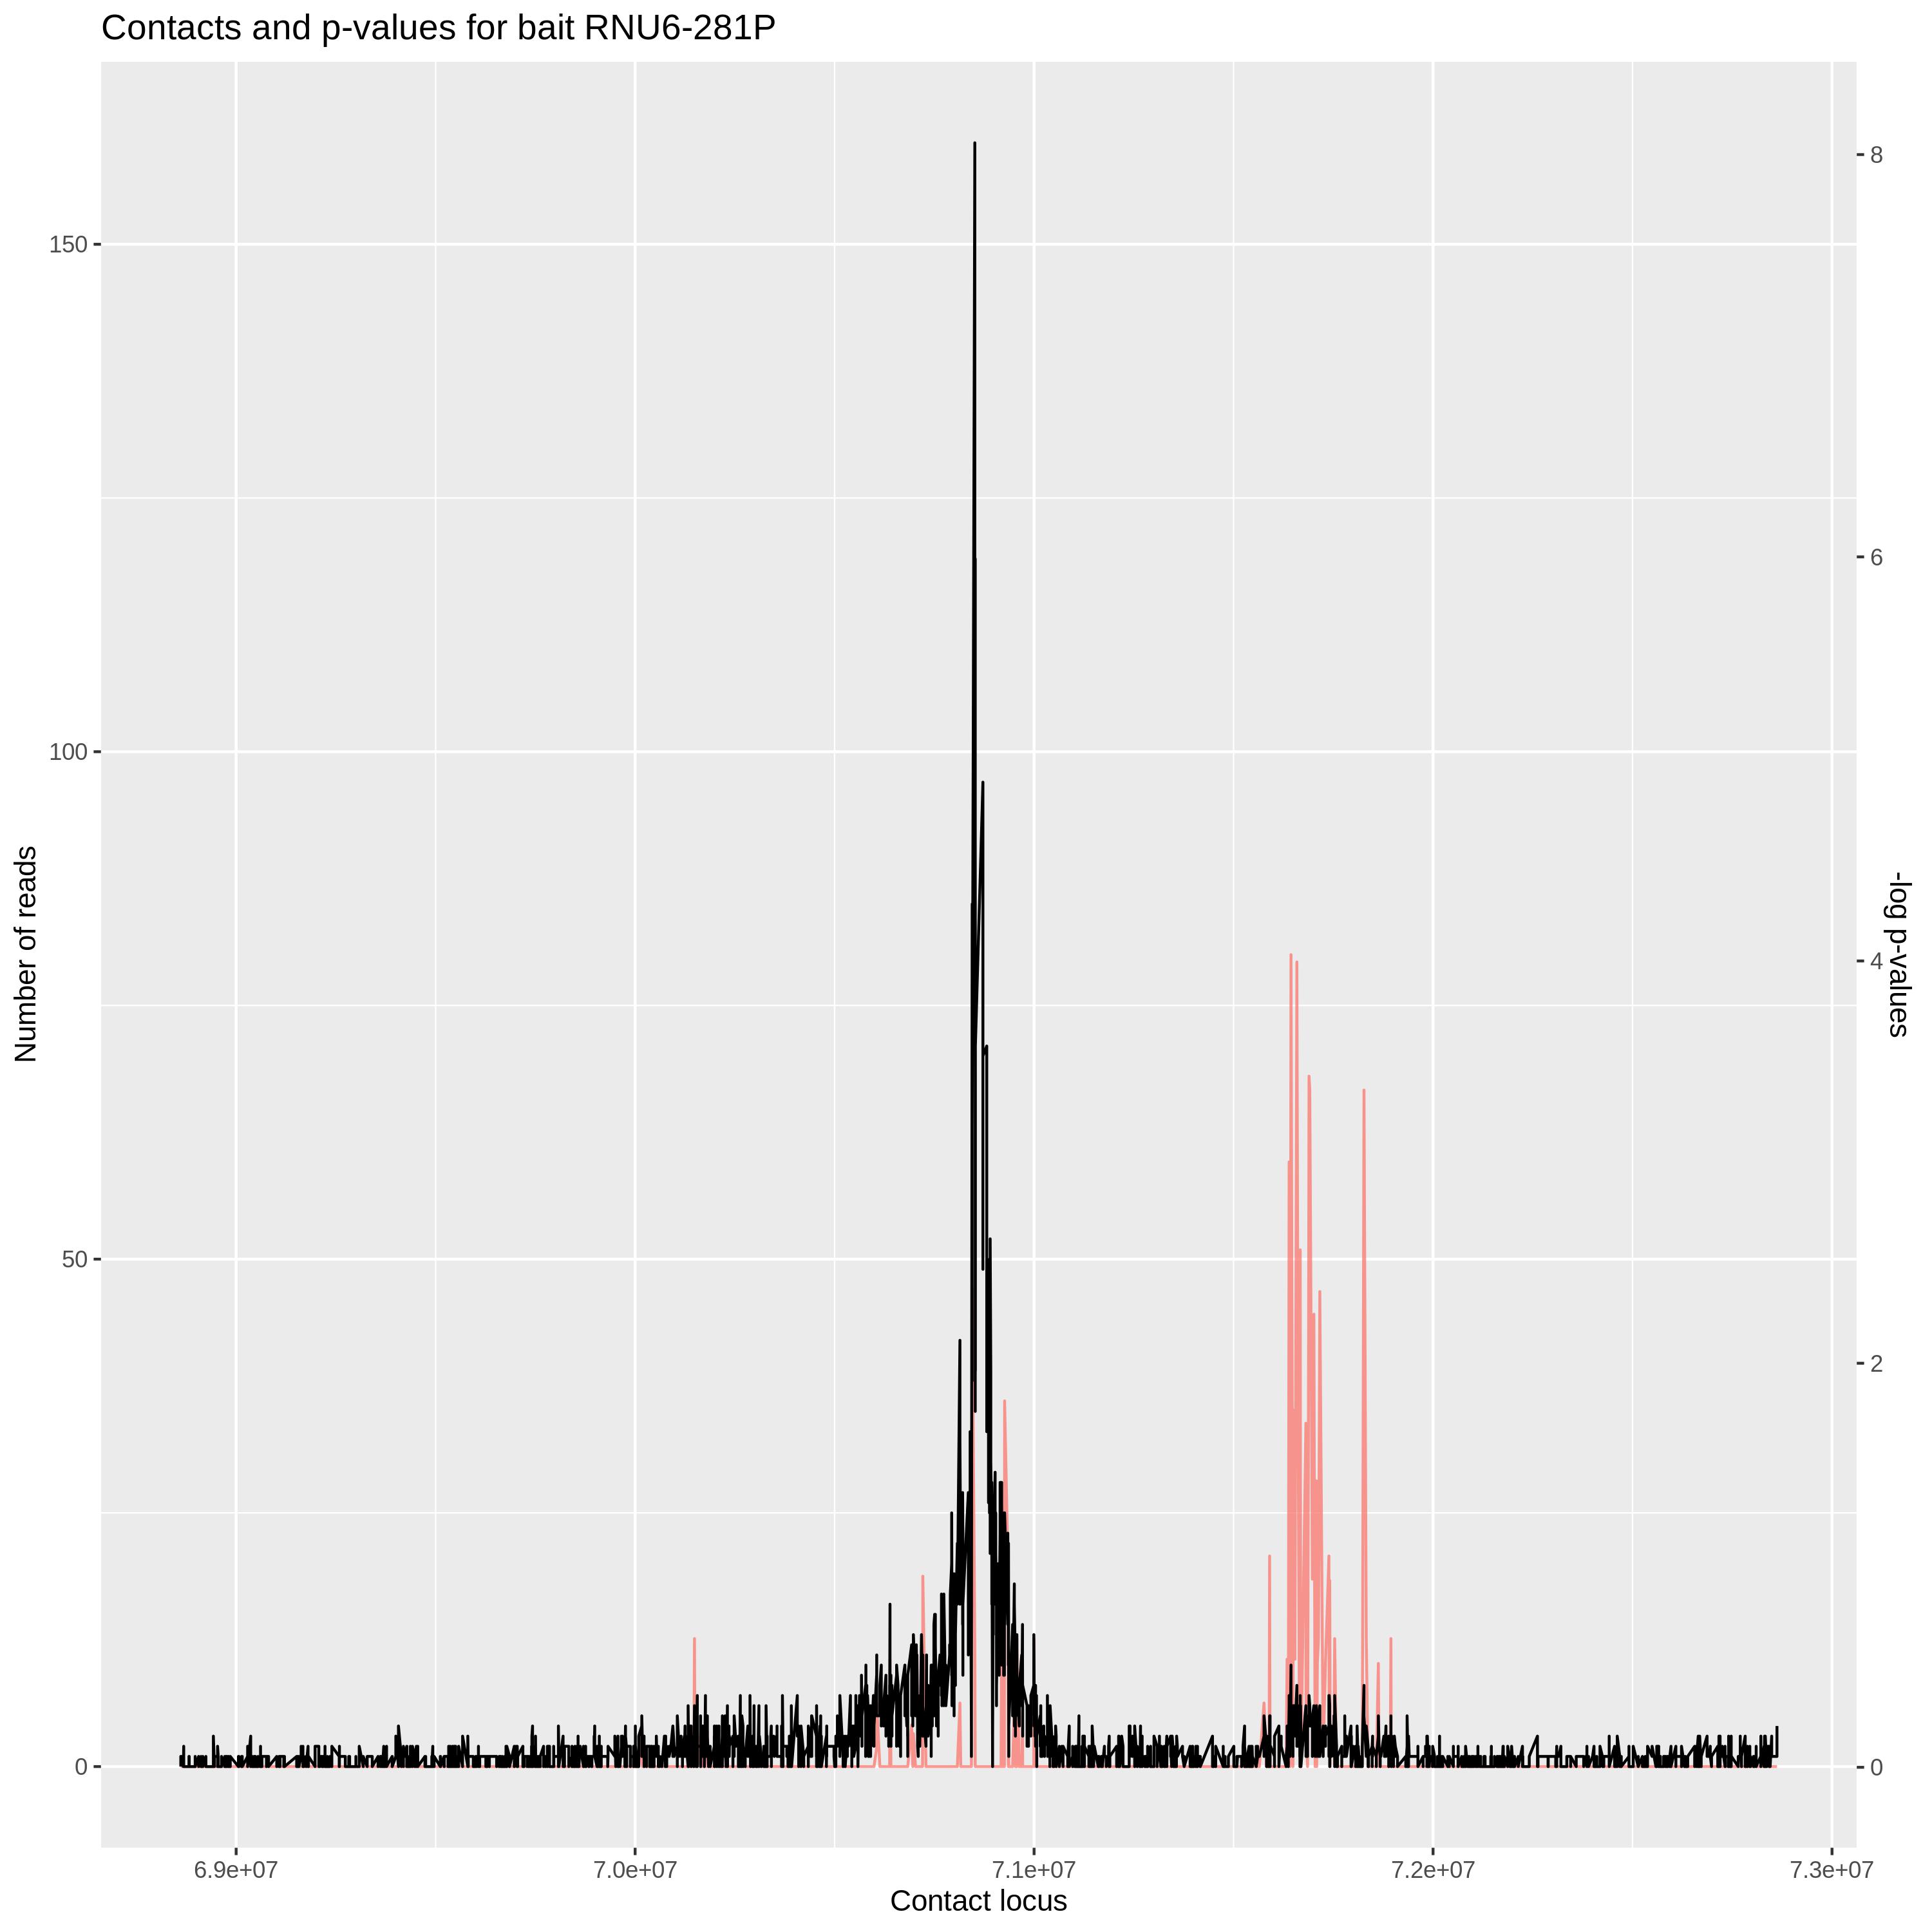 Contacts and p-values for bait RNU6-281P
150
100
50
0
Number of reads
8
6
4
2
0
-log p-values
6.9e+07 7.0e+07 7.1e+07 7.2e+07 7.3e+07
Contact locus